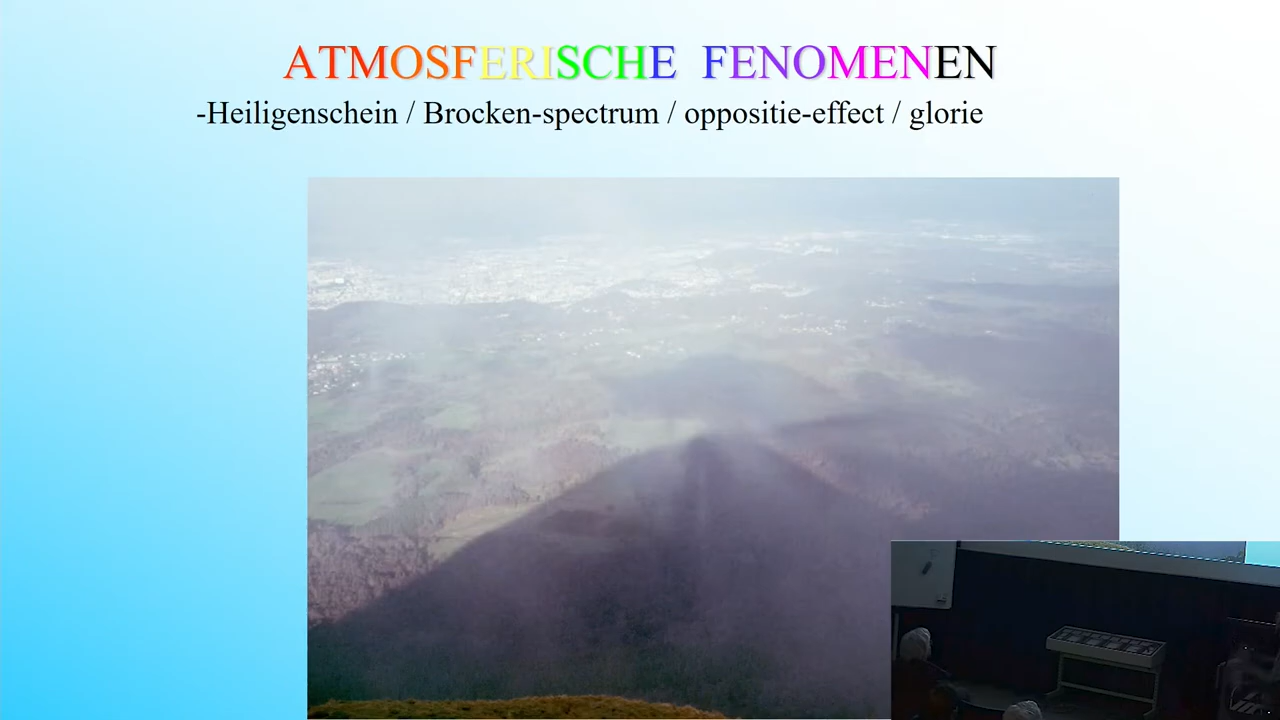 ATMOSFERISCHE FENOMENEN
-Heiligenschein / Brocken-spectrum / oppositie-effect / glorie